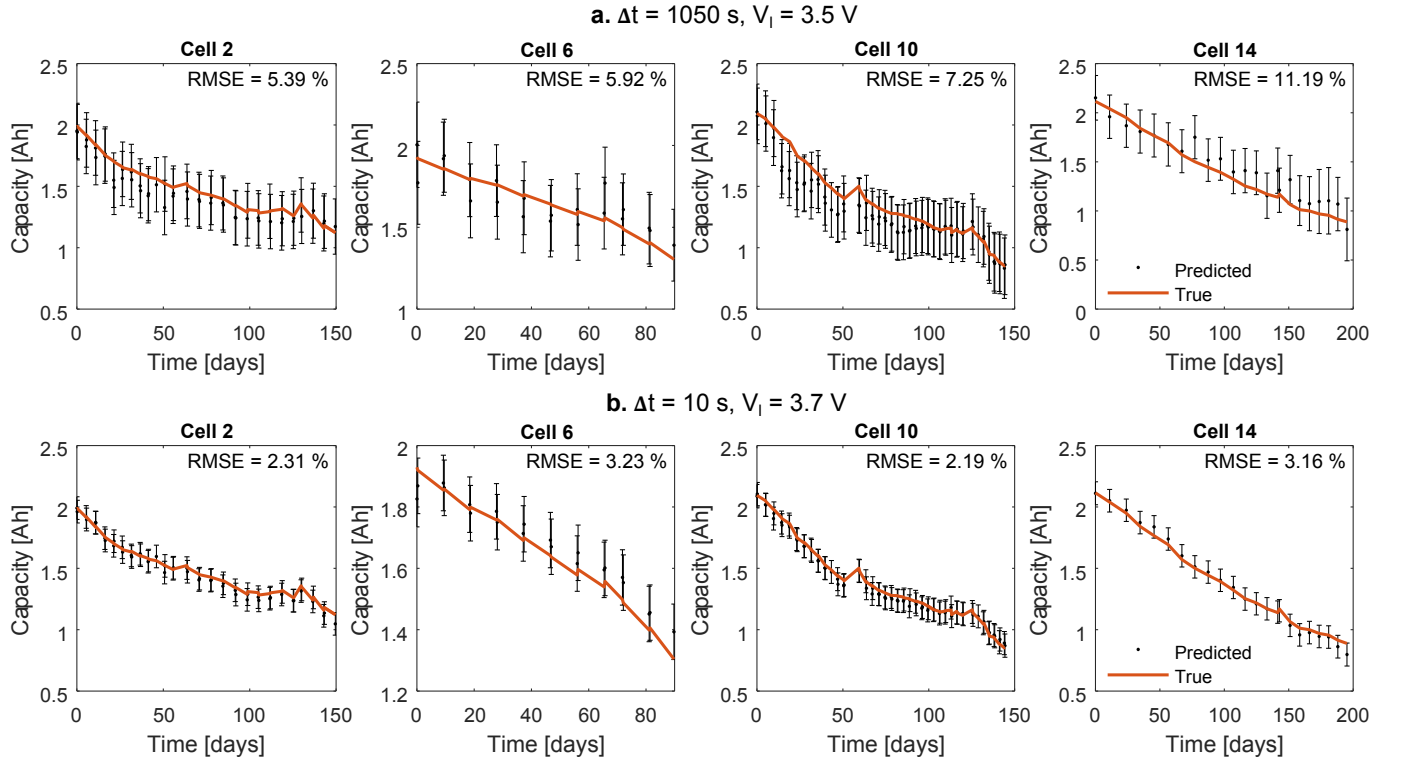 a. Δt = 1050 s, V_l = 3.5 V
Cell 2
RMSE = 5.39 %
Capacity [Ah]
2.5
2
1.5
1
0.5
0 50 100 150
Time [days]
Cell 6
RMSE = 5.92 %
Capacity [Ah]
2.5
2
1.5
1
0 20 40 60 80
Time [days]
Cell 10
RMSE = 7.25 %
Capacity [Ah]
2.5
2
1.5
1
0.5
0 50 100 150
Time [days]
Cell 14
RMSE = 11.19 %
Capacity [Ah]
2.5
2
1.5
1
0.5
0
Predicted
True
0 50 100 150 200
Time [days]
b. Δt = 10 s, V_l = 3.7 V
Cell 2
RMSE = 2.31 %
Capacity [Ah]
2.5
2
1.5
1
0.5
0 50 100 150
Time [days]
Cell 6
RMSE = 3.23 %
Capacity [Ah]
2
1.8
1.6
1.4
1.2
0 20 40 60 80
Time [days]
Cell 10
RMSE = 2.19 %
Capacity [Ah]
2.5
2
1.5
1
0.5
0 50 100 150
Time [days]
Cell 14
RMSE = 3.16 %
Capacity [Ah]
2.5
2
1.5
1
0.5
Predicted
True
0 50 100 150 200
Time [days]